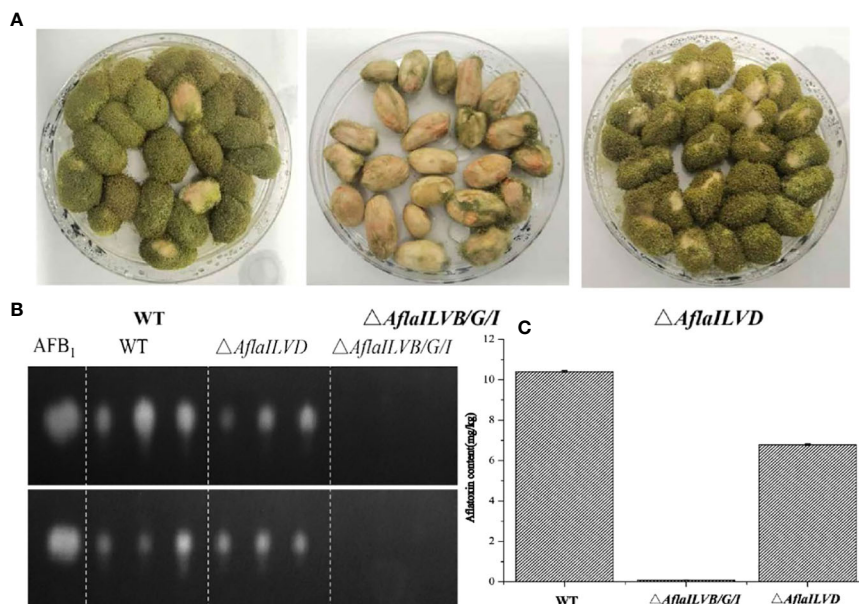 A
WT △AflaILVB/G/I △AflaILVD
B
AFB1 WT △AflaILVD △AflaILVB/G/I
C
Aflatoxin content(mg/kg)
12
10
8
6
4
2
0
WT △AflaILVB/G/I △AflaILVD